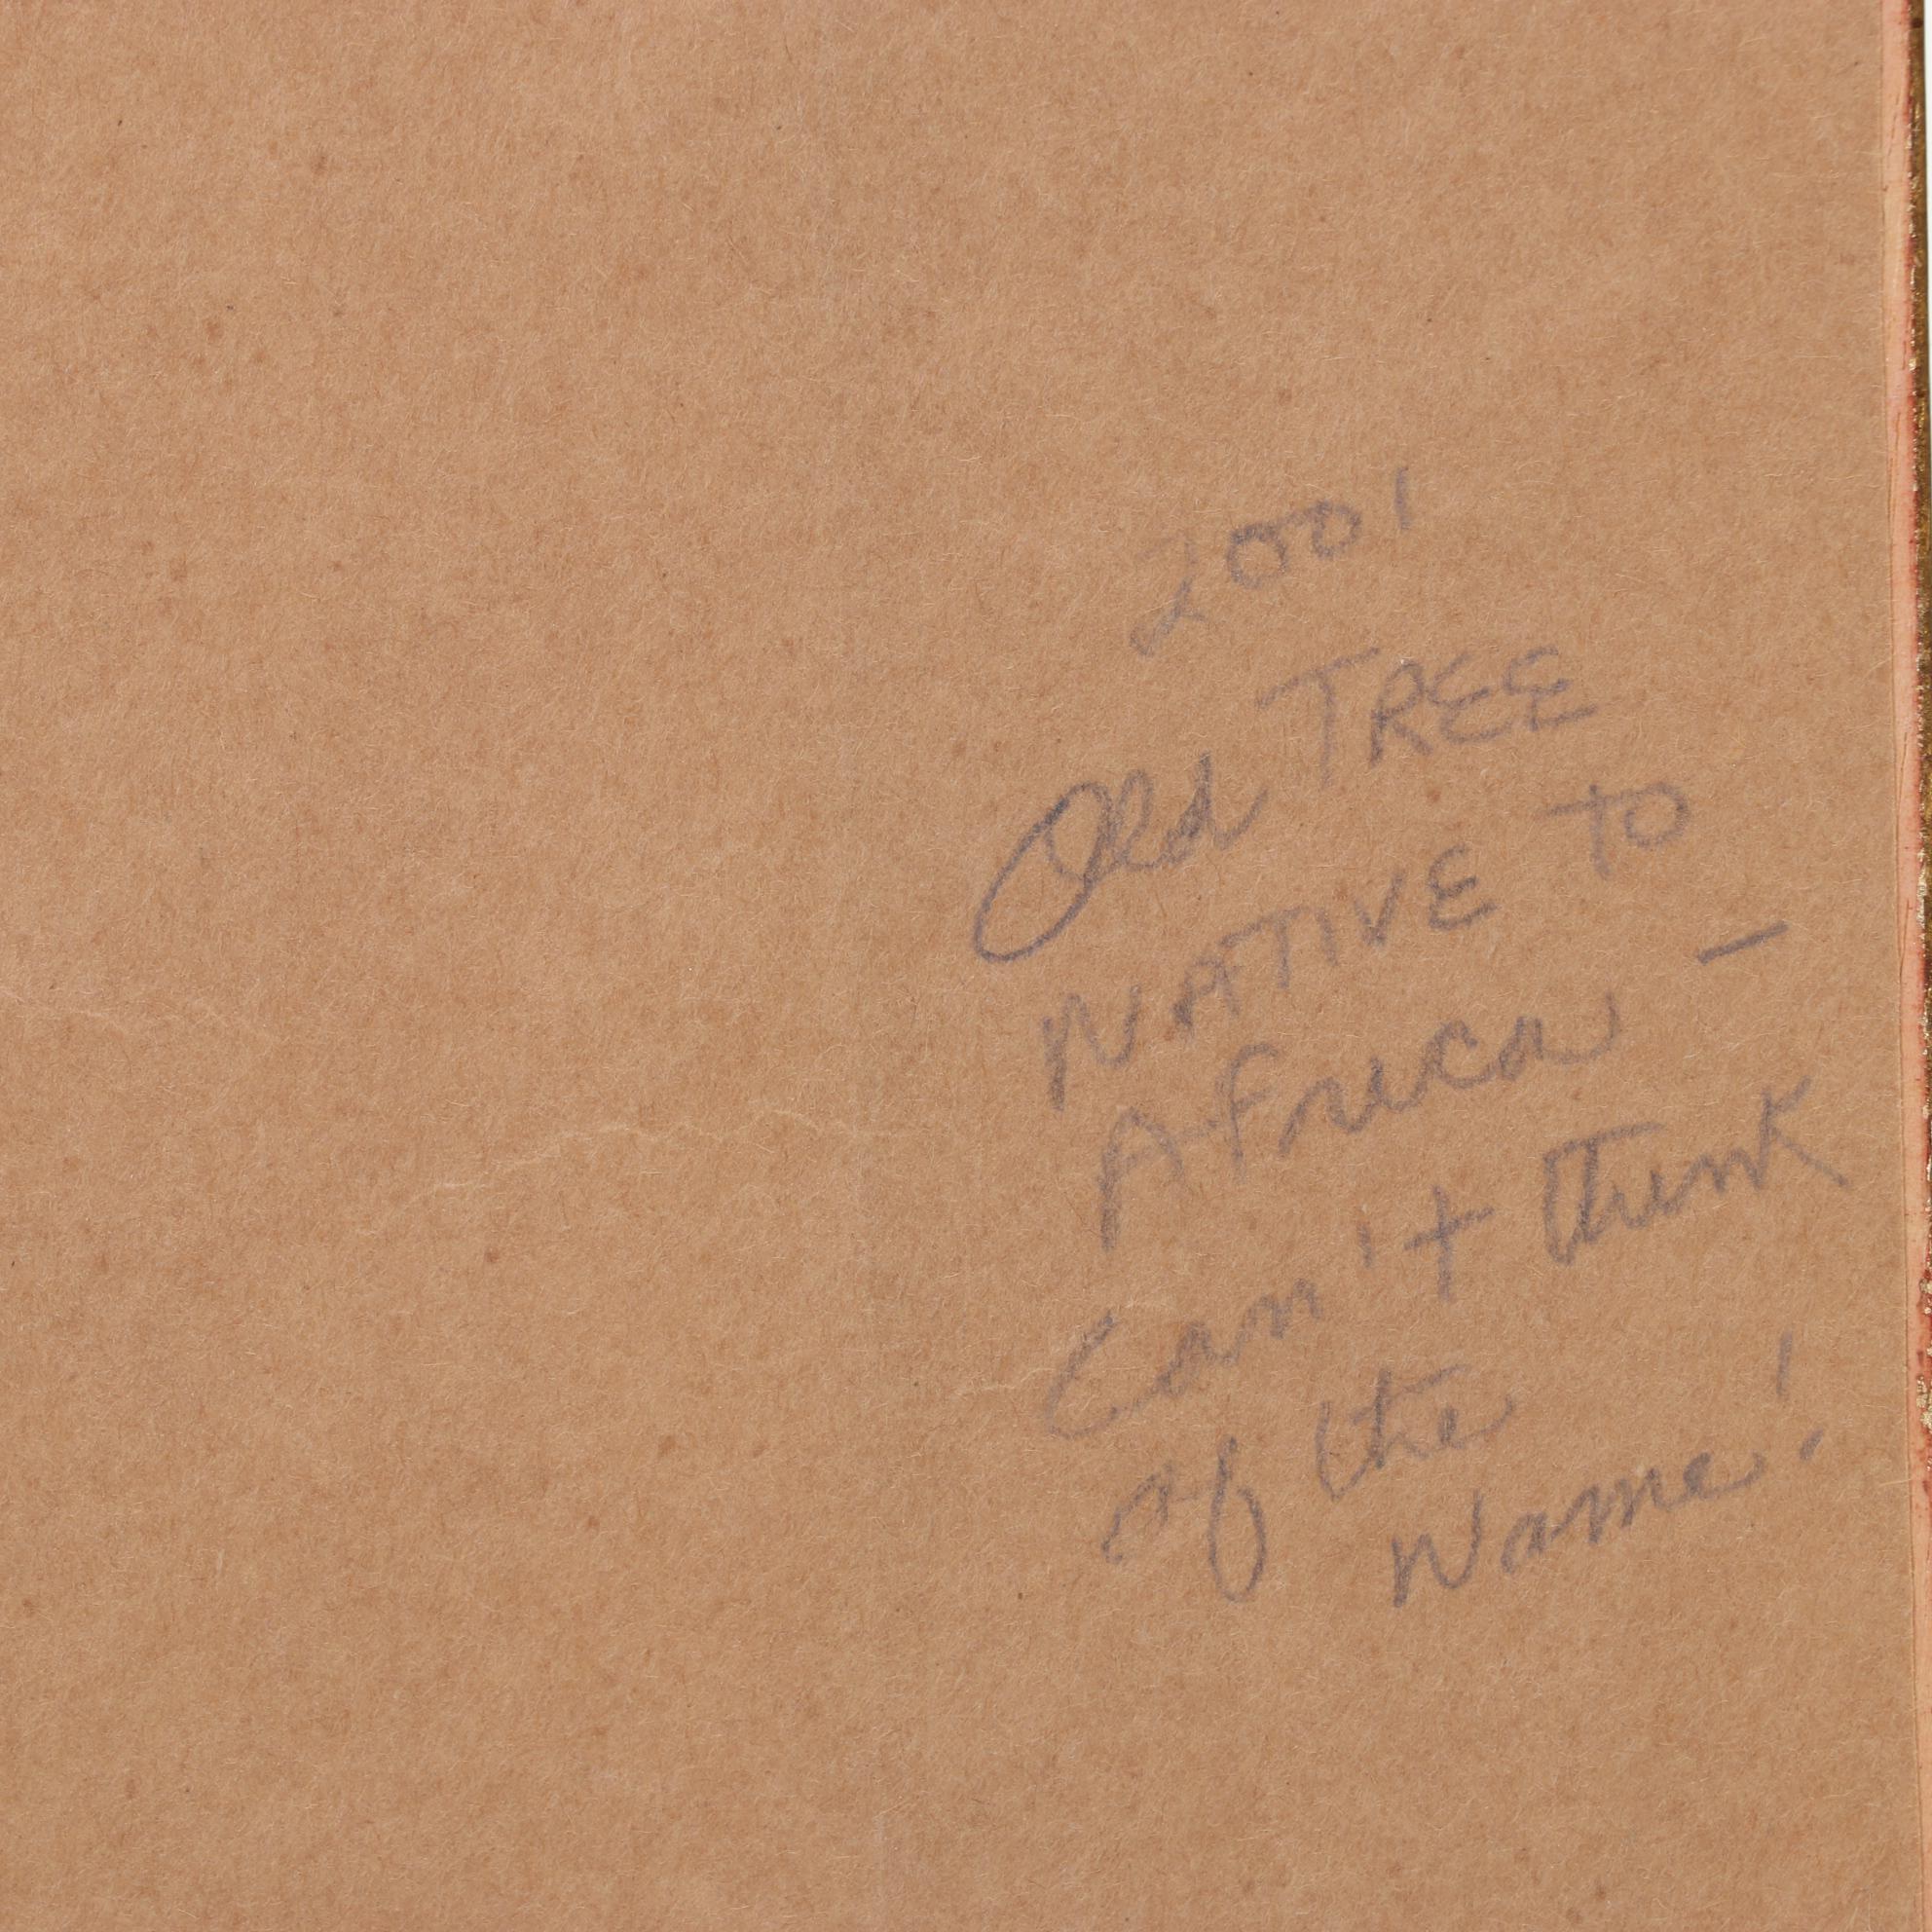 2001
Old TREE
NATIVE TO
Africa —
Can't think
of the
Name!